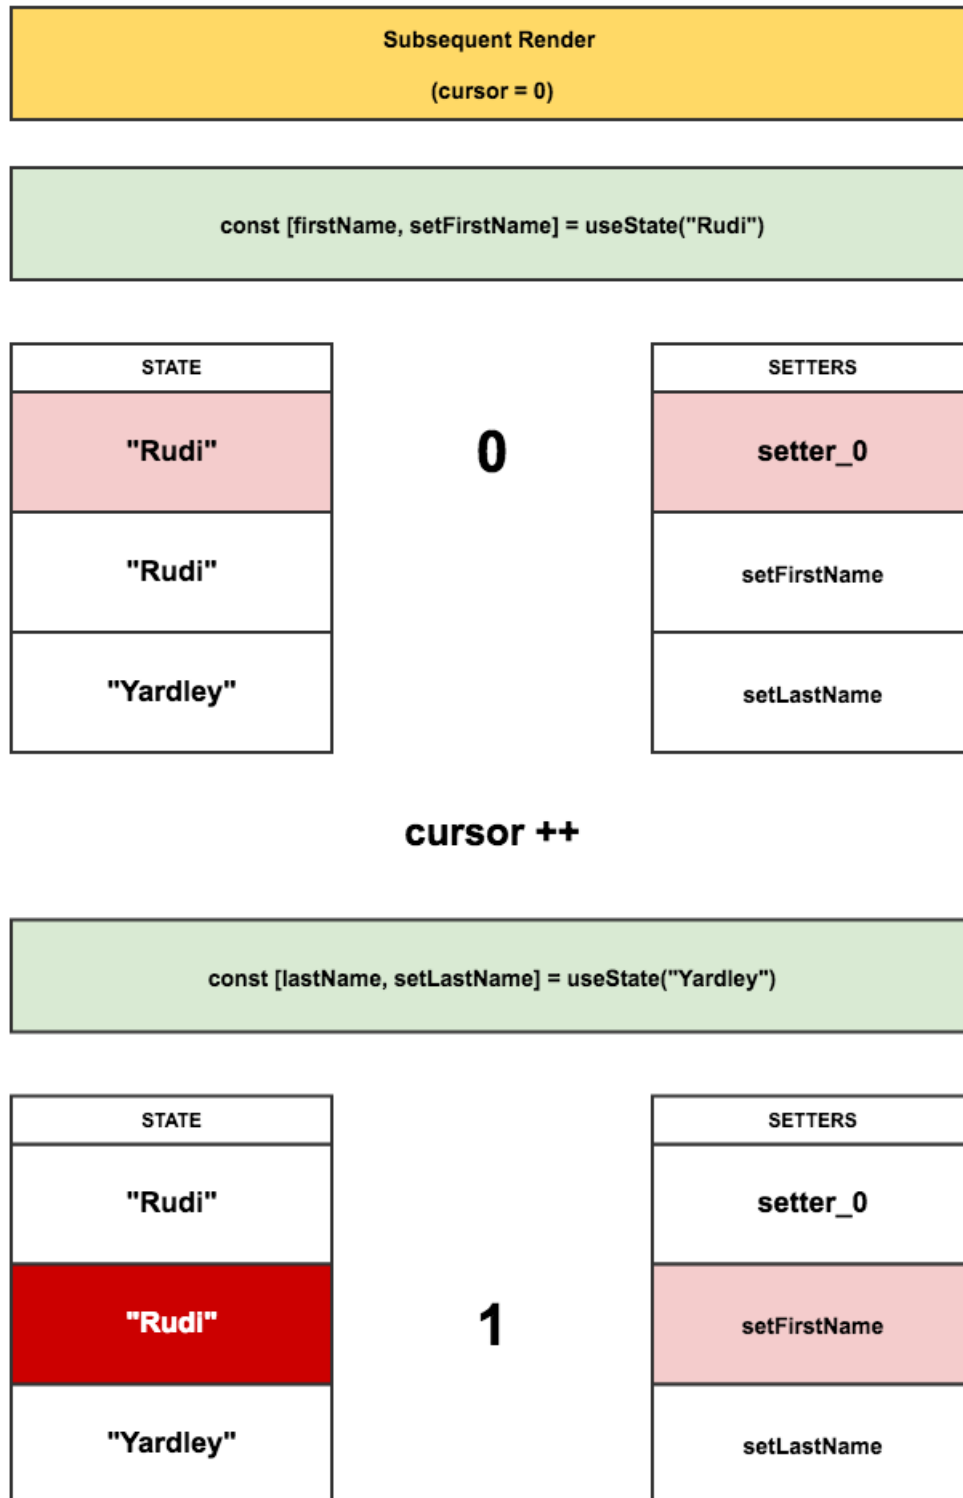 Subsequent Render
(cursor = 0)
const [firstName, setFirstName] = useState("Rudi")
STATE
SETTERS
"Rudi"
0
setter_0
"Rudi"
setFirstName
"Yardley"
setLastName
cursor ++
const [lastName, setLastName] = useState("Yardley")
STATE
SETTERS
"Rudi"
setter_0
"Rudi"
1
setFirstName
"Yardley"
setLastName